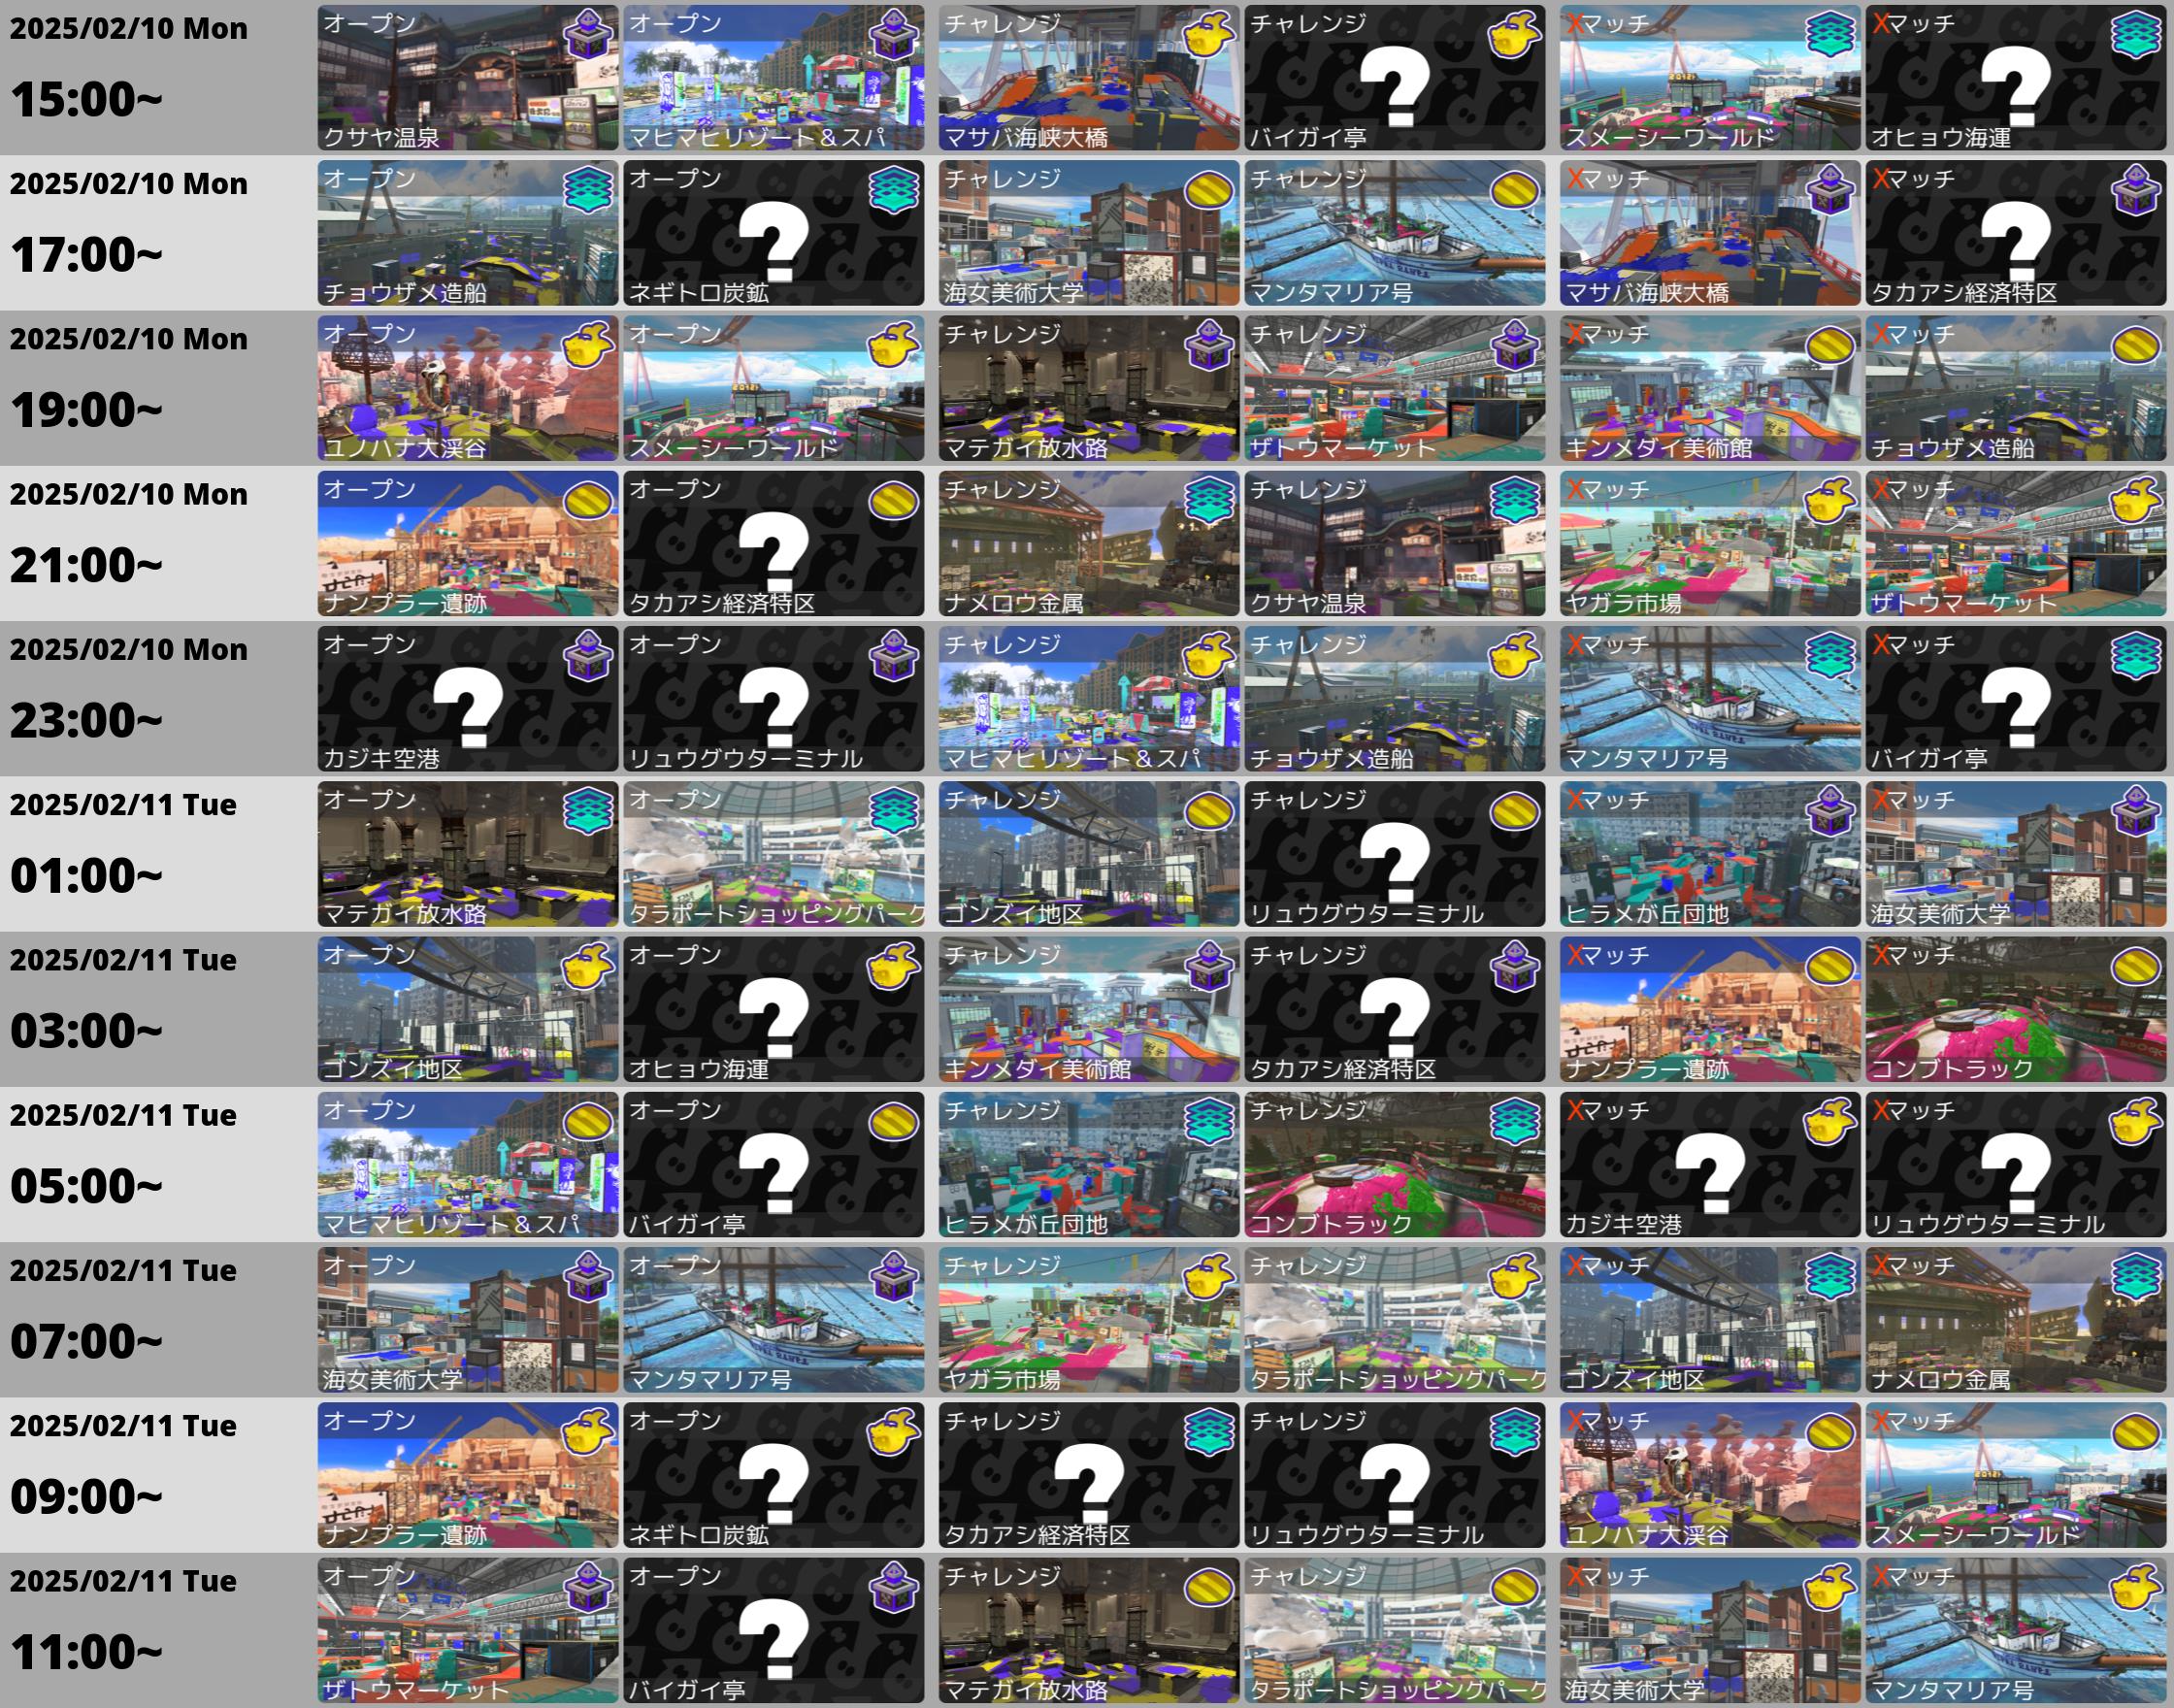 2025/02/10 Mon
15:00~
オープン
クサヤ温泉
オープン
マヒマヒリゾート＆スパ
チャレンジ
マサバ海峡大橋
チャレンジ
バイガイ亭
Xマッチ
スメーシーワールド
Xマッチ
オヒョウ海運
2025/02/10 Mon
17:00~
オープン
チョウザメ造船
オープン
ネギトロ炭鉱
チャレンジ
海女美術大学
チャレンジ
マンタマリア号
Xマッチ
マサバ海峡大橋
Xマッチ
タカアシ経済特区
2025/02/10 Mon
19:00~
オープン
ユノハナ大渓谷
オープン
スメーシーワールド
チャレンジ
マテガイ放水路
チャレンジ
ザトウマーケット
Xマッチ
キンメダイ美術館
Xマッチ
チョウザメ造船
2025/02/10 Mon
21:00~
オープン
ナンプラー遺跡
オープン
タカアシ経済特区
チャレンジ
ナメロウ金属
チャレンジ
クサヤ温泉
Xマッチ
ヤガラ市場
Xマッチ
ザトウマーケット
2025/02/10 Mon
23:00~
オープン
カジキ空港
オープン
リュウグウターミナル
チャレンジ
マヒマヒリゾート＆スパ
チャレンジ
チョウザメ造船
Xマッチ
マンタマリア号
Xマッチ
バイガイ亭
2025/02/11 Tue
01:00~
オープン
マテガイ放水路
オープン
タラポートショッピングパーク
チャレンジ
ゴンズイ地区
チャレンジ
リュウグウターミナル
Xマッチ
ヒラメが丘団地
Xマッチ
海女美術大学
2025/02/11 Tue
03:00~
オープン
ゴンズイ地区
オープン
オヒョウ海運
チャレンジ
キンメダイ美術館
チャレンジ
タカアシ経済特区
Xマッチ
ナンプラー遺跡
Xマッチ
コンブトラック
2025/02/11 Tue
05:00~
オープン
マヒマヒリゾート＆スパ
オープン
バイガイ亭
チャレンジ
ヒラメが丘団地
チャレンジ
コンブトラック
Xマッチ
カジキ空港
Xマッチ
リュウグウターミナル
2025/02/11 Tue
07:00~
オープン
海女美術大学
オープン
マンタマリア号
チャレンジ
ヤガラ市場
チャレンジ
タラポートショッピングパーク
Xマッチ
ゴンズイ地区
Xマッチ
ナメロウ金属
2025/02/11 Tue
09:00~
オープン
ナンプラー遺跡
オープン
ネギトロ炭鉱
チャレンジ
タカアシ経済特区
チャレンジ
リュウグウターミナル
Xマッチ
ユノハナ大渓谷
Xマッチ
スメーシーワールド
2025/02/11 Tue
11:00~
オープン
ザトウマーケット
オープン
バイガイ亭
チャレンジ
マテガイ放水路
チャレンジ
タラポートショッピングパーク
Xマッチ
海女美術大学
Xマッチ
マンタマリア号